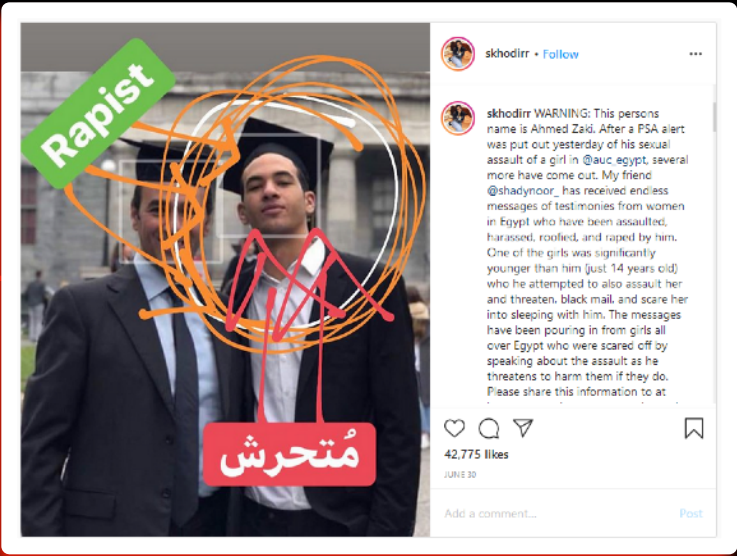 Rapist
مُتحرش
skhodirr • Follow
skhodirr WARNING: This persons
name is Ahmed Zaki. After a PSA alert
was put out yesterday of his sexual
assault of a girl in @auc_egypt, several
more have come out. My friend
@shadynoor_ has received endless
messages of testimonies from women
in Egypt who have been assaulted,
harassed, roofied, and raped by him.
One of the girls was significantly
younger than him (just 14 years old)
who he attempted to also assault her
and threaten, black mail, and scare her
into sleeping with him. The messages
have been pouring in from girls all
over Egypt who were scared off by
speaking about the assault as he
threatens to harm them if they do.
Please share this information to at
42,775 likes
JUNE 30
Add a comment...
Post